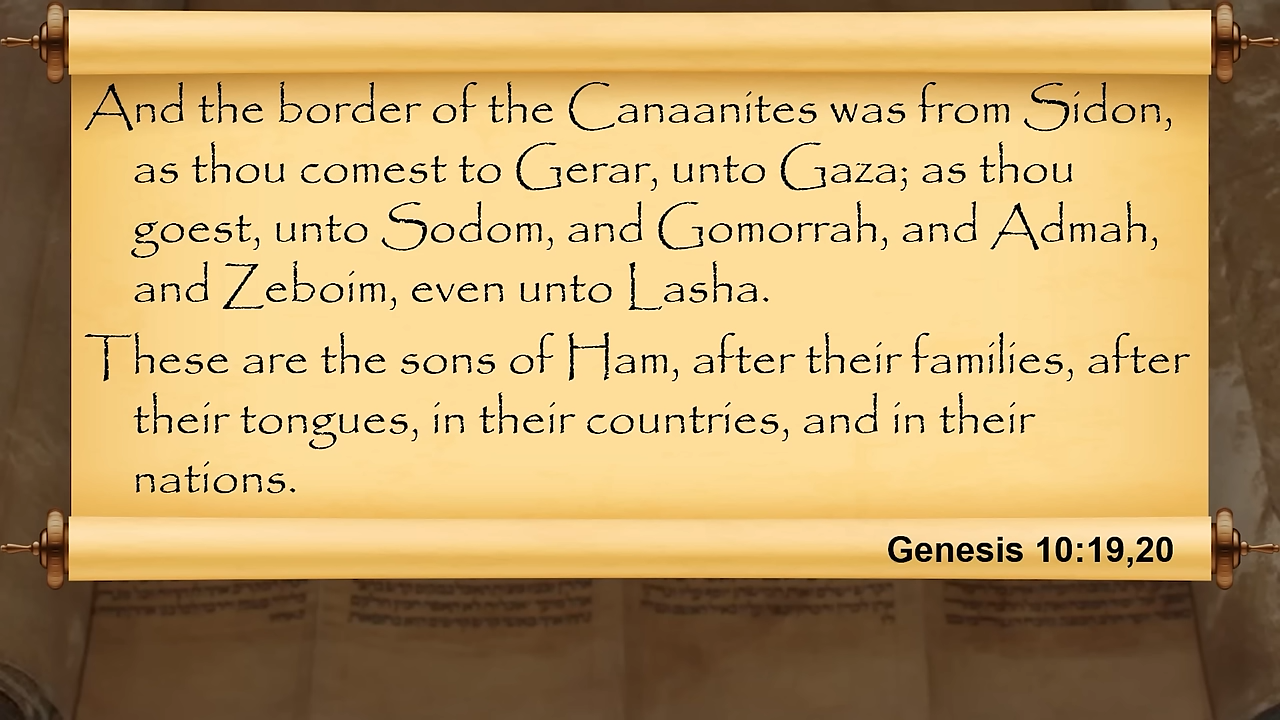 And the border of the Canaanites was from Sidon,
as thou comest to Gerar, unto Gaza; as thou
goest, unto Sodom, and Gomorrah, and Admah,
and Zeboim, even unto Lasha.
These are the sons of Ham, after their families, after
their tongues, in their countries, and in their
nations.
Genesis 10:19,20